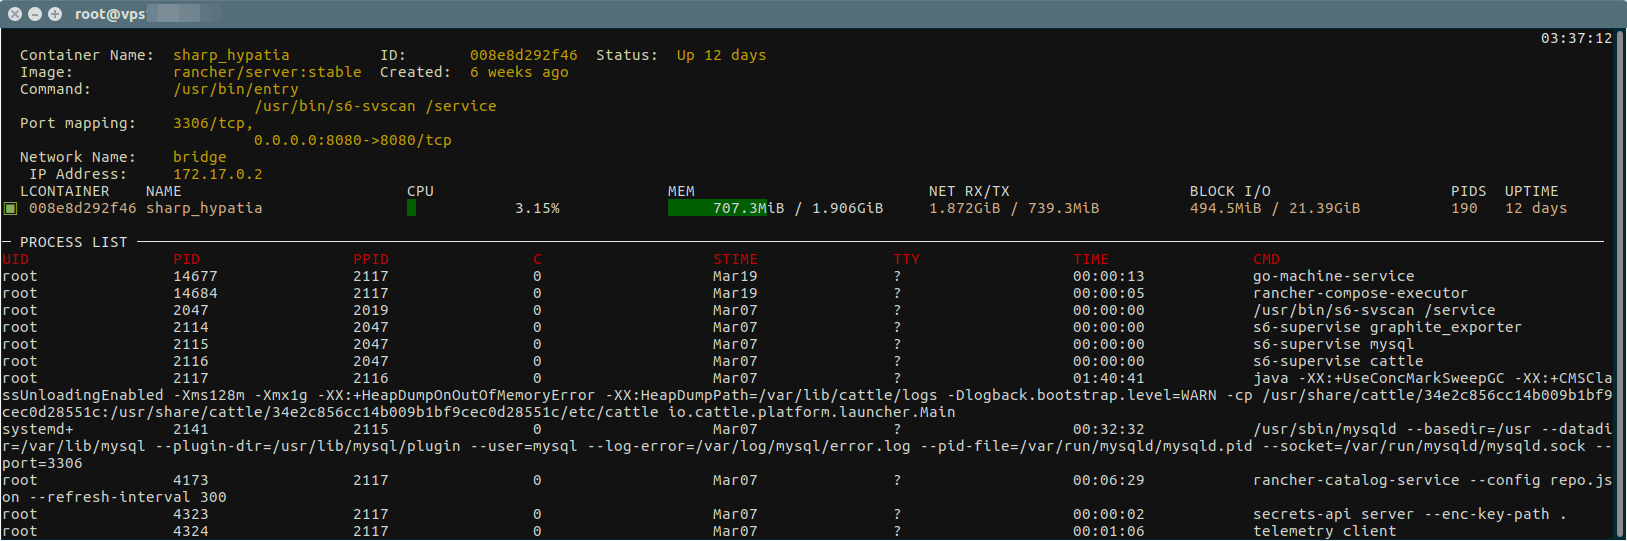 root@vps
03:37:12
Container Name:  sharp_hypatia          ID:       008e8d292f46  Status:  Up 12 days
Image:           rancher/server:stable  Created:  6 weeks ago
Command:         /usr/bin/entry
/usr/bin/s6-svscan /service
Port mapping:    3306/tcp,
0.0.0.0:8080->8080/tcp
Network Name:    bridge
IP Address:     172.17.0.2
LCONTAINER    NAME    CPU    MEM    NET RX/TX    BLOCK I/O    PIDS  UPTIME
008e8d292f46 sharp_hypatia    3.15%    707.3MiB / 1.906GiB    1.872GiB / 739.3MiB    494.5MiB / 21.39GiB    190   12 days
PROCESS LIST
UID    PID    PPID    C    STIME    TTY    TIME    CMD
root    14677    2117    0    Mar19    ?    00:00:13    go-machine-service
root    14684    2117    0    Mar19    ?    00:00:05    rancher-compose-executor
root    2047    2019    0    Mar07    ?    00:00:00    /usr/bin/s6-svscan /service
root    2114    2047    0    Mar07    ?    00:00:00    s6-supervise graphite_exporter
root    2115    2047    0    Mar07    ?    00:00:00    s6-supervise mysql
root    2116    2047    0    Mar07    ?    00:00:00    s6-supervise cattle
root    2117    2116    0    Mar07    ?    01:40:41    java -XX:+UseConcMarkSweepGC -XX:+CMSCla
ssUnloadingEnabled -Xms128m -Xmx1g -XX:+HeapDumpOnOutOfMemoryError -XX:HeapDumpPath=/var/lib/cattle/logs -Dlogback.bootstrap.level=WARN -cp /usr/share/cattle/34e2c856cc14b009b1bf9
cec0d28551c:/usr/share/cattle/34e2c856cc14b009b1bf9cec0d28551c/etc/cattle io.cattle.platform.launcher.Main
systemd+    2141    2115    0    Mar07    ?    00:32:32    /usr/sbin/mysqld --basedir=/usr --datadi
r=/var/lib/mysql --plugin-dir=/usr/lib/mysql/plugin --user=mysql --log-error=/var/log/mysql/error.log --pid-file=/var/run/mysqld/mysqld.pid --socket=/var/run/mysqld/mysqld.sock --
port=3306
root    4173    2117    0    Mar07    ?    00:06:29    rancher-catalog-service --config repo.js
on --refresh-interval 300
root    4323    2117    0    Mar07    ?    00:00:02    secrets-api server --enc-key-path .
root    4324    2117    0    Mar07    ?    00:01:06    telemetry client